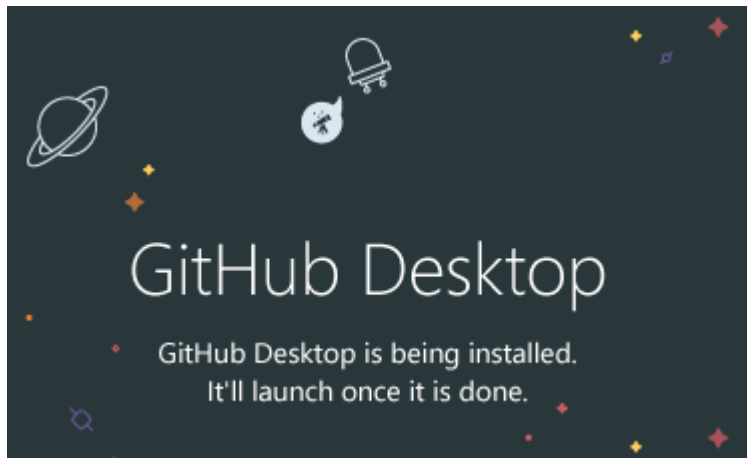 GitHub Desktop
GitHub Desktop is being installed.
It'll launch once it is done.